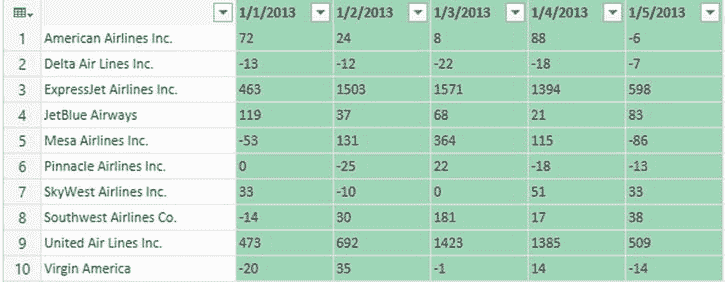 1/1/2013 1/2/2013 1/3/2013 1/4/2013 1/5/2013
1 American Airlines Inc. 72 24 8 88 -6
2 Delta Air Lines Inc. -13 -12 -22 -18 -7
3 ExpressJet Airlines Inc. 463 1503 1571 1394 598
4 JetBlue Airways 119 37 68 21 83
5 Mesa Airlines Inc. -53 131 364 115 -86
6 Pinnacle Airlines Inc. 0 -25 22 -18 -13
7 SkyWest Airlines Inc. 33 -10 0 51 33
8 Southwest Airlines Co. -14 30 181 17 38
9 United Air Lines Inc. 473 692 1423 1385 509
10 Virgin America -20 35 -1 14 -14